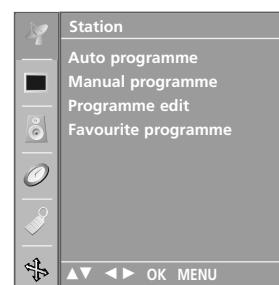 Station
Auto programme
Manual programme
Programme edit
Favourite programme
▲▼ ◄► OK MENU